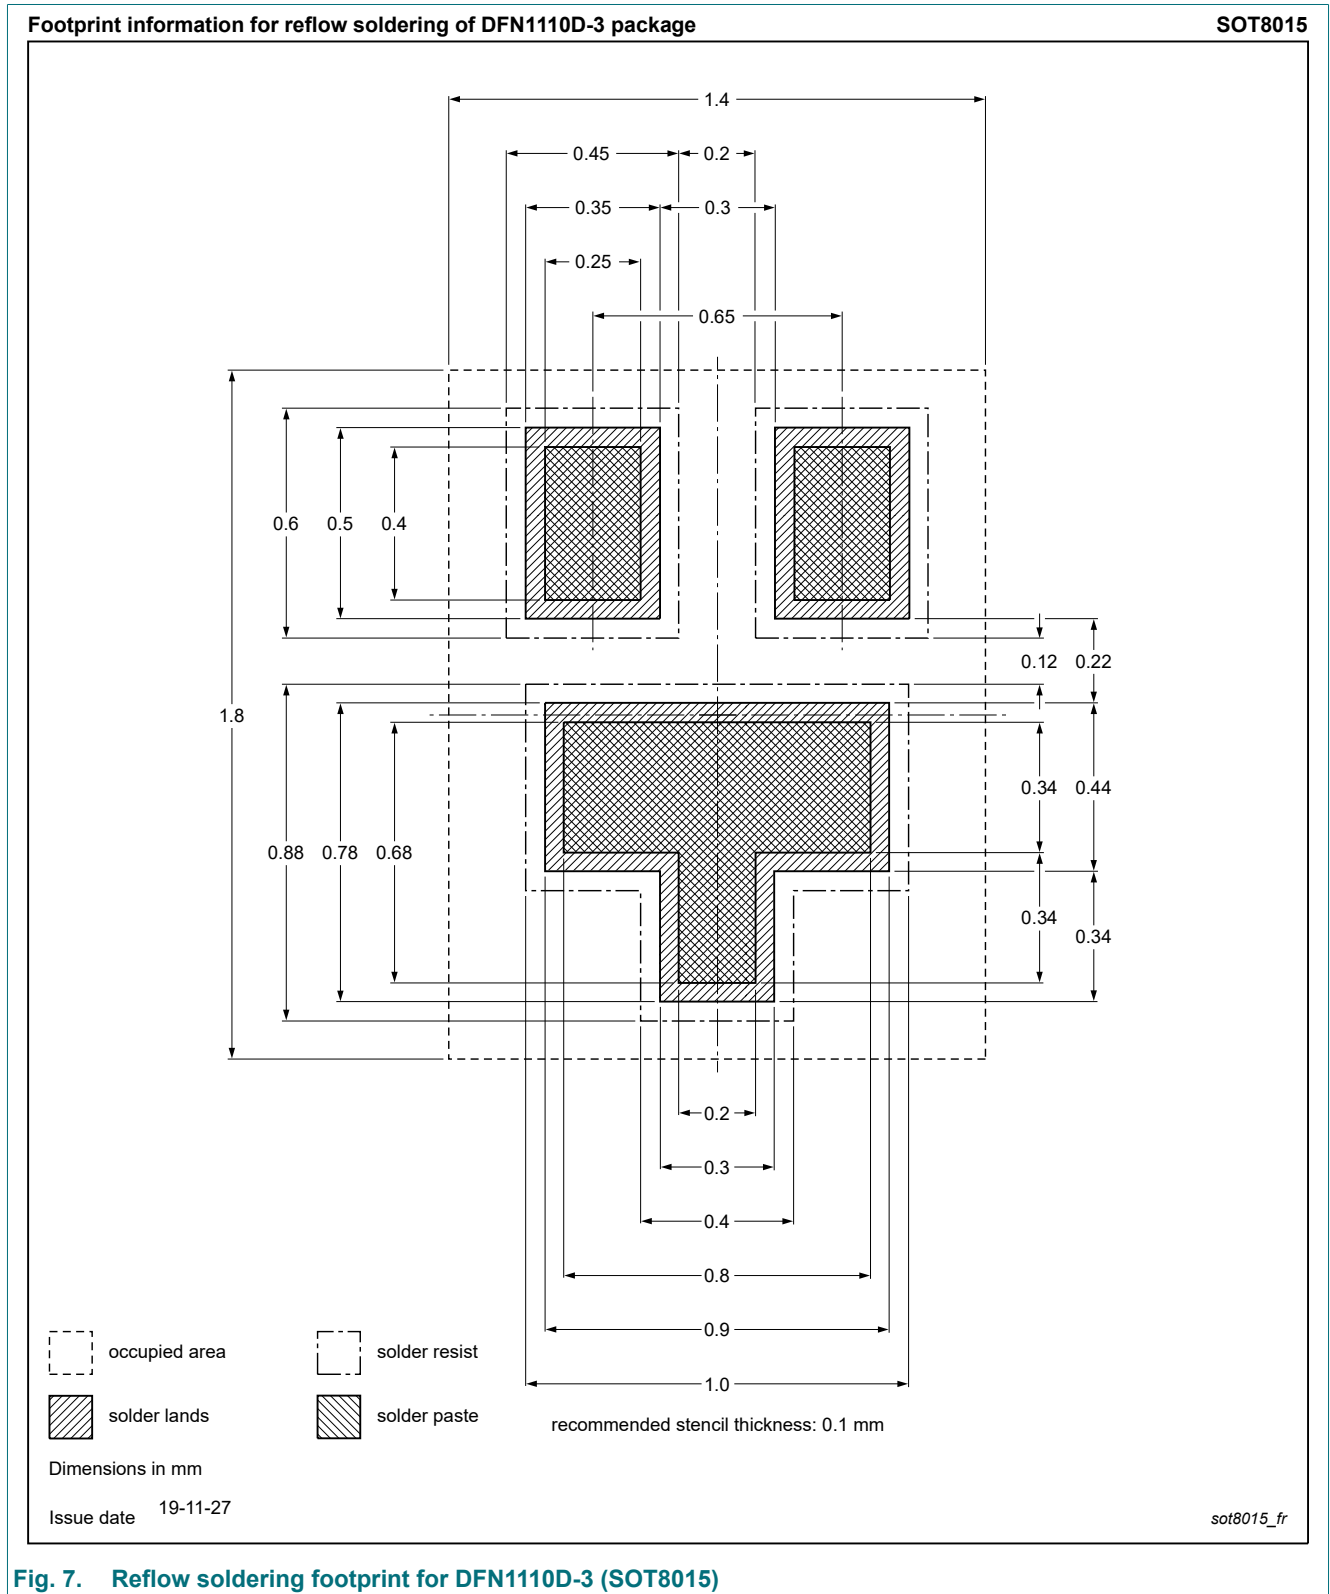 Footprint information for reflow soldering of DFN1110D-3 package SOT8015
1.4
0.45 0.2
0.35 0.3
0.25
0.65
0.6 0.5 0.4
0.12 0.22
1.8
0.34 0.44
0.88 0.78 0.68
0.34
0.34
0.2
0.3
0.4
0.8
0.9
1.0
occupied area solder resist
solder lands solder paste
recommended stencil thickness: 0.1 mm
Dimensions in mm
Issue date 19-11-27
sot8015_fr
Fig. 7. Reflow soldering footprint for DFN1110D-3 (SOT8015)